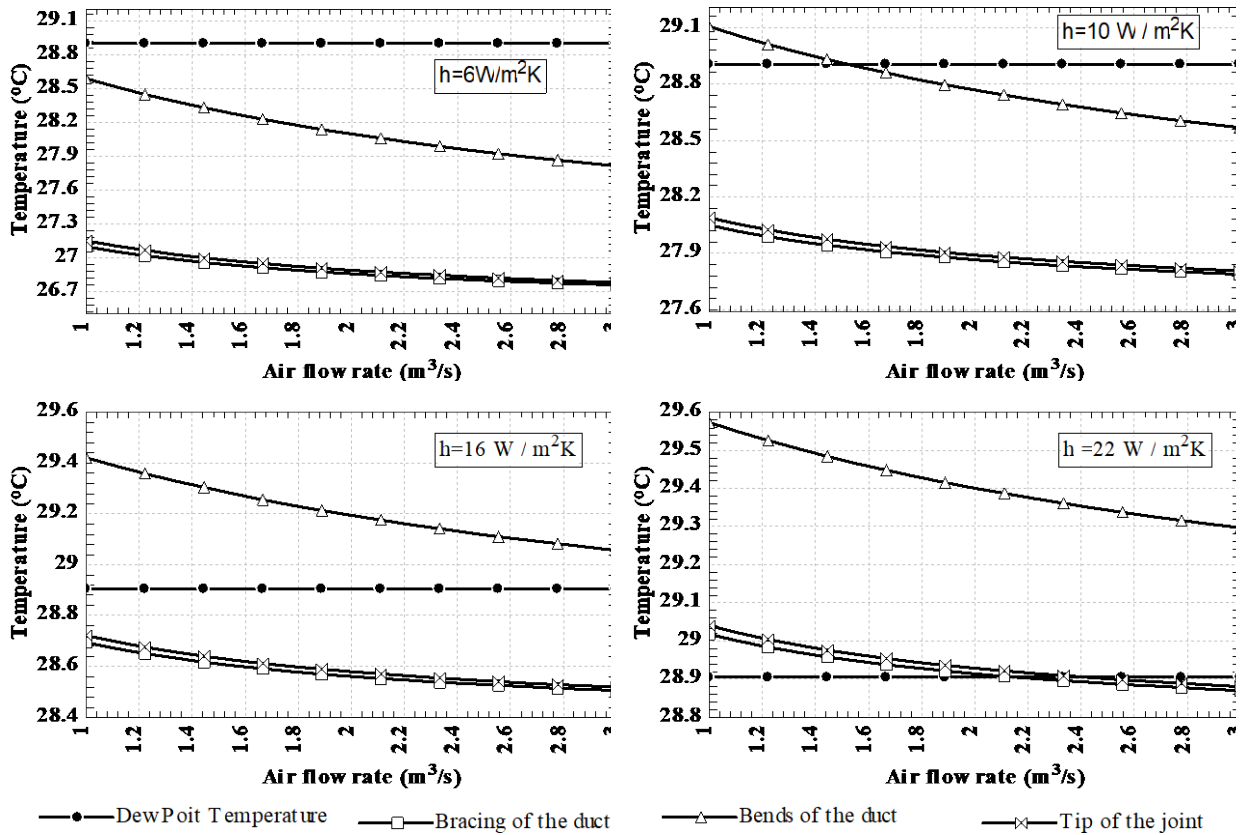 29.1
28.8
28.5
28.2
27.9
27.6
27.3
27
26.7
Temperature (ºC)
h=6W/m²K
1 1.2 1.4 1.6 1.8 2 2.2 2.4 2.6 2.8 3
Air flow rate (m³/s)
29.1
28.8
28.5
28.2
27.9
27.6
Temperature (ºC)
h=10 W / m²K
1 1.2 1.4 1.6 1.8 2 2.2 2.4 2.6 2.8 3
Air flow rate (m³/s)
29.6
29.4
29.2
29
28.8
28.6
28.4
Temperature (ºC)
h=16 W / m²K
1 1.2 1.4 1.6 1.8 2 2.2 2.4 2.6 2.8 3
Air flow rate (m³/s)
29.6
29.5
29.4
29.3
29.2
29.1
29
28.9
28.8
Temperature (ºC)
h =22 W / m²K
1 1.2 1.4 1.6 1.8 2 2.2 2.4 2.6 2.8 3
Air flow rate (m³/s)
DewPoit Temperature
Bracing of the duct
Bends of the duct
Tip of the joint